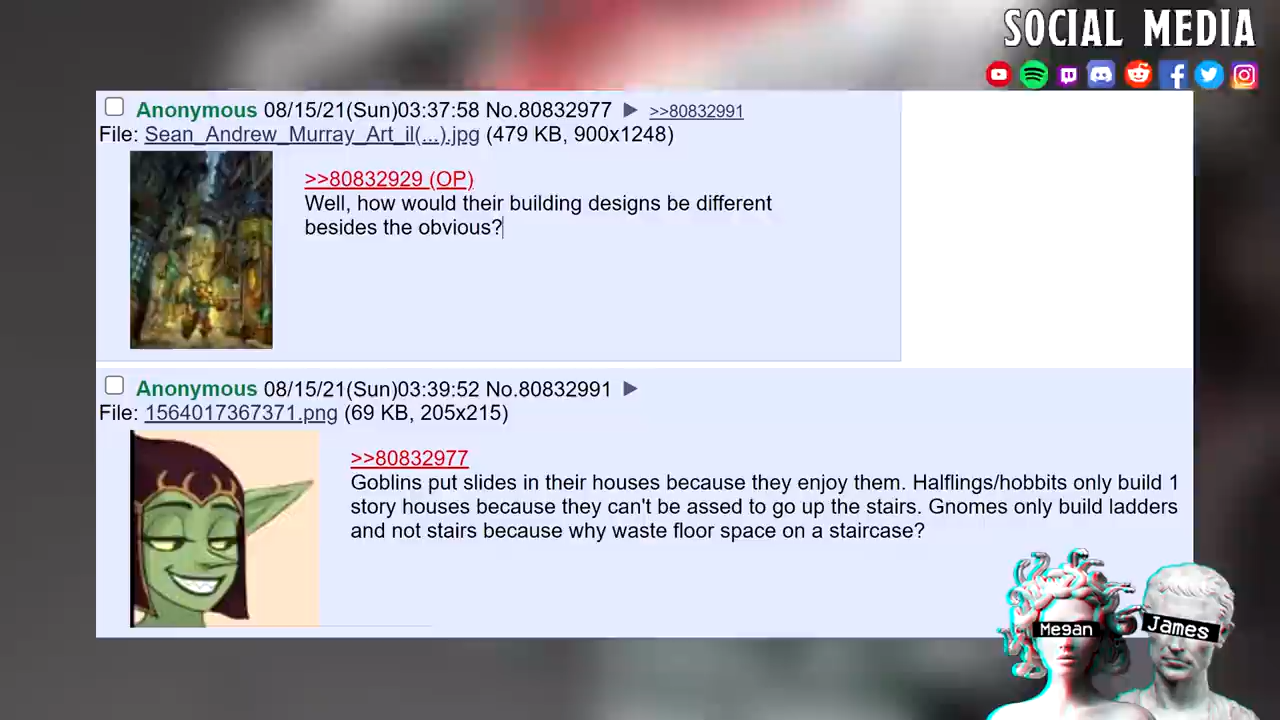 SOCIAL MEDIA
Anonymous 08/15/21(Sun)03:37:58 No.80832977 ▶ >>80832991
File: Sean_Andrew_Murray_Art_il(...).jpg (479 KB, 900x1248)
>>80832929 (OP)
Well, how would their building designs be different
besides the obvious?
Anonymous 08/15/21(Sun)03:39:52 No.80832991 ▶
File: 1564017367371.png (69 KB, 205x215)
>>80832977
Goblins put slides in their houses because they enjoy them. Halflings/hobbits only build 1
story houses because they can't be assed to go up the stairs. Gnomes only build ladders
and not stairs because why waste floor space on a staircase?
Megan
James